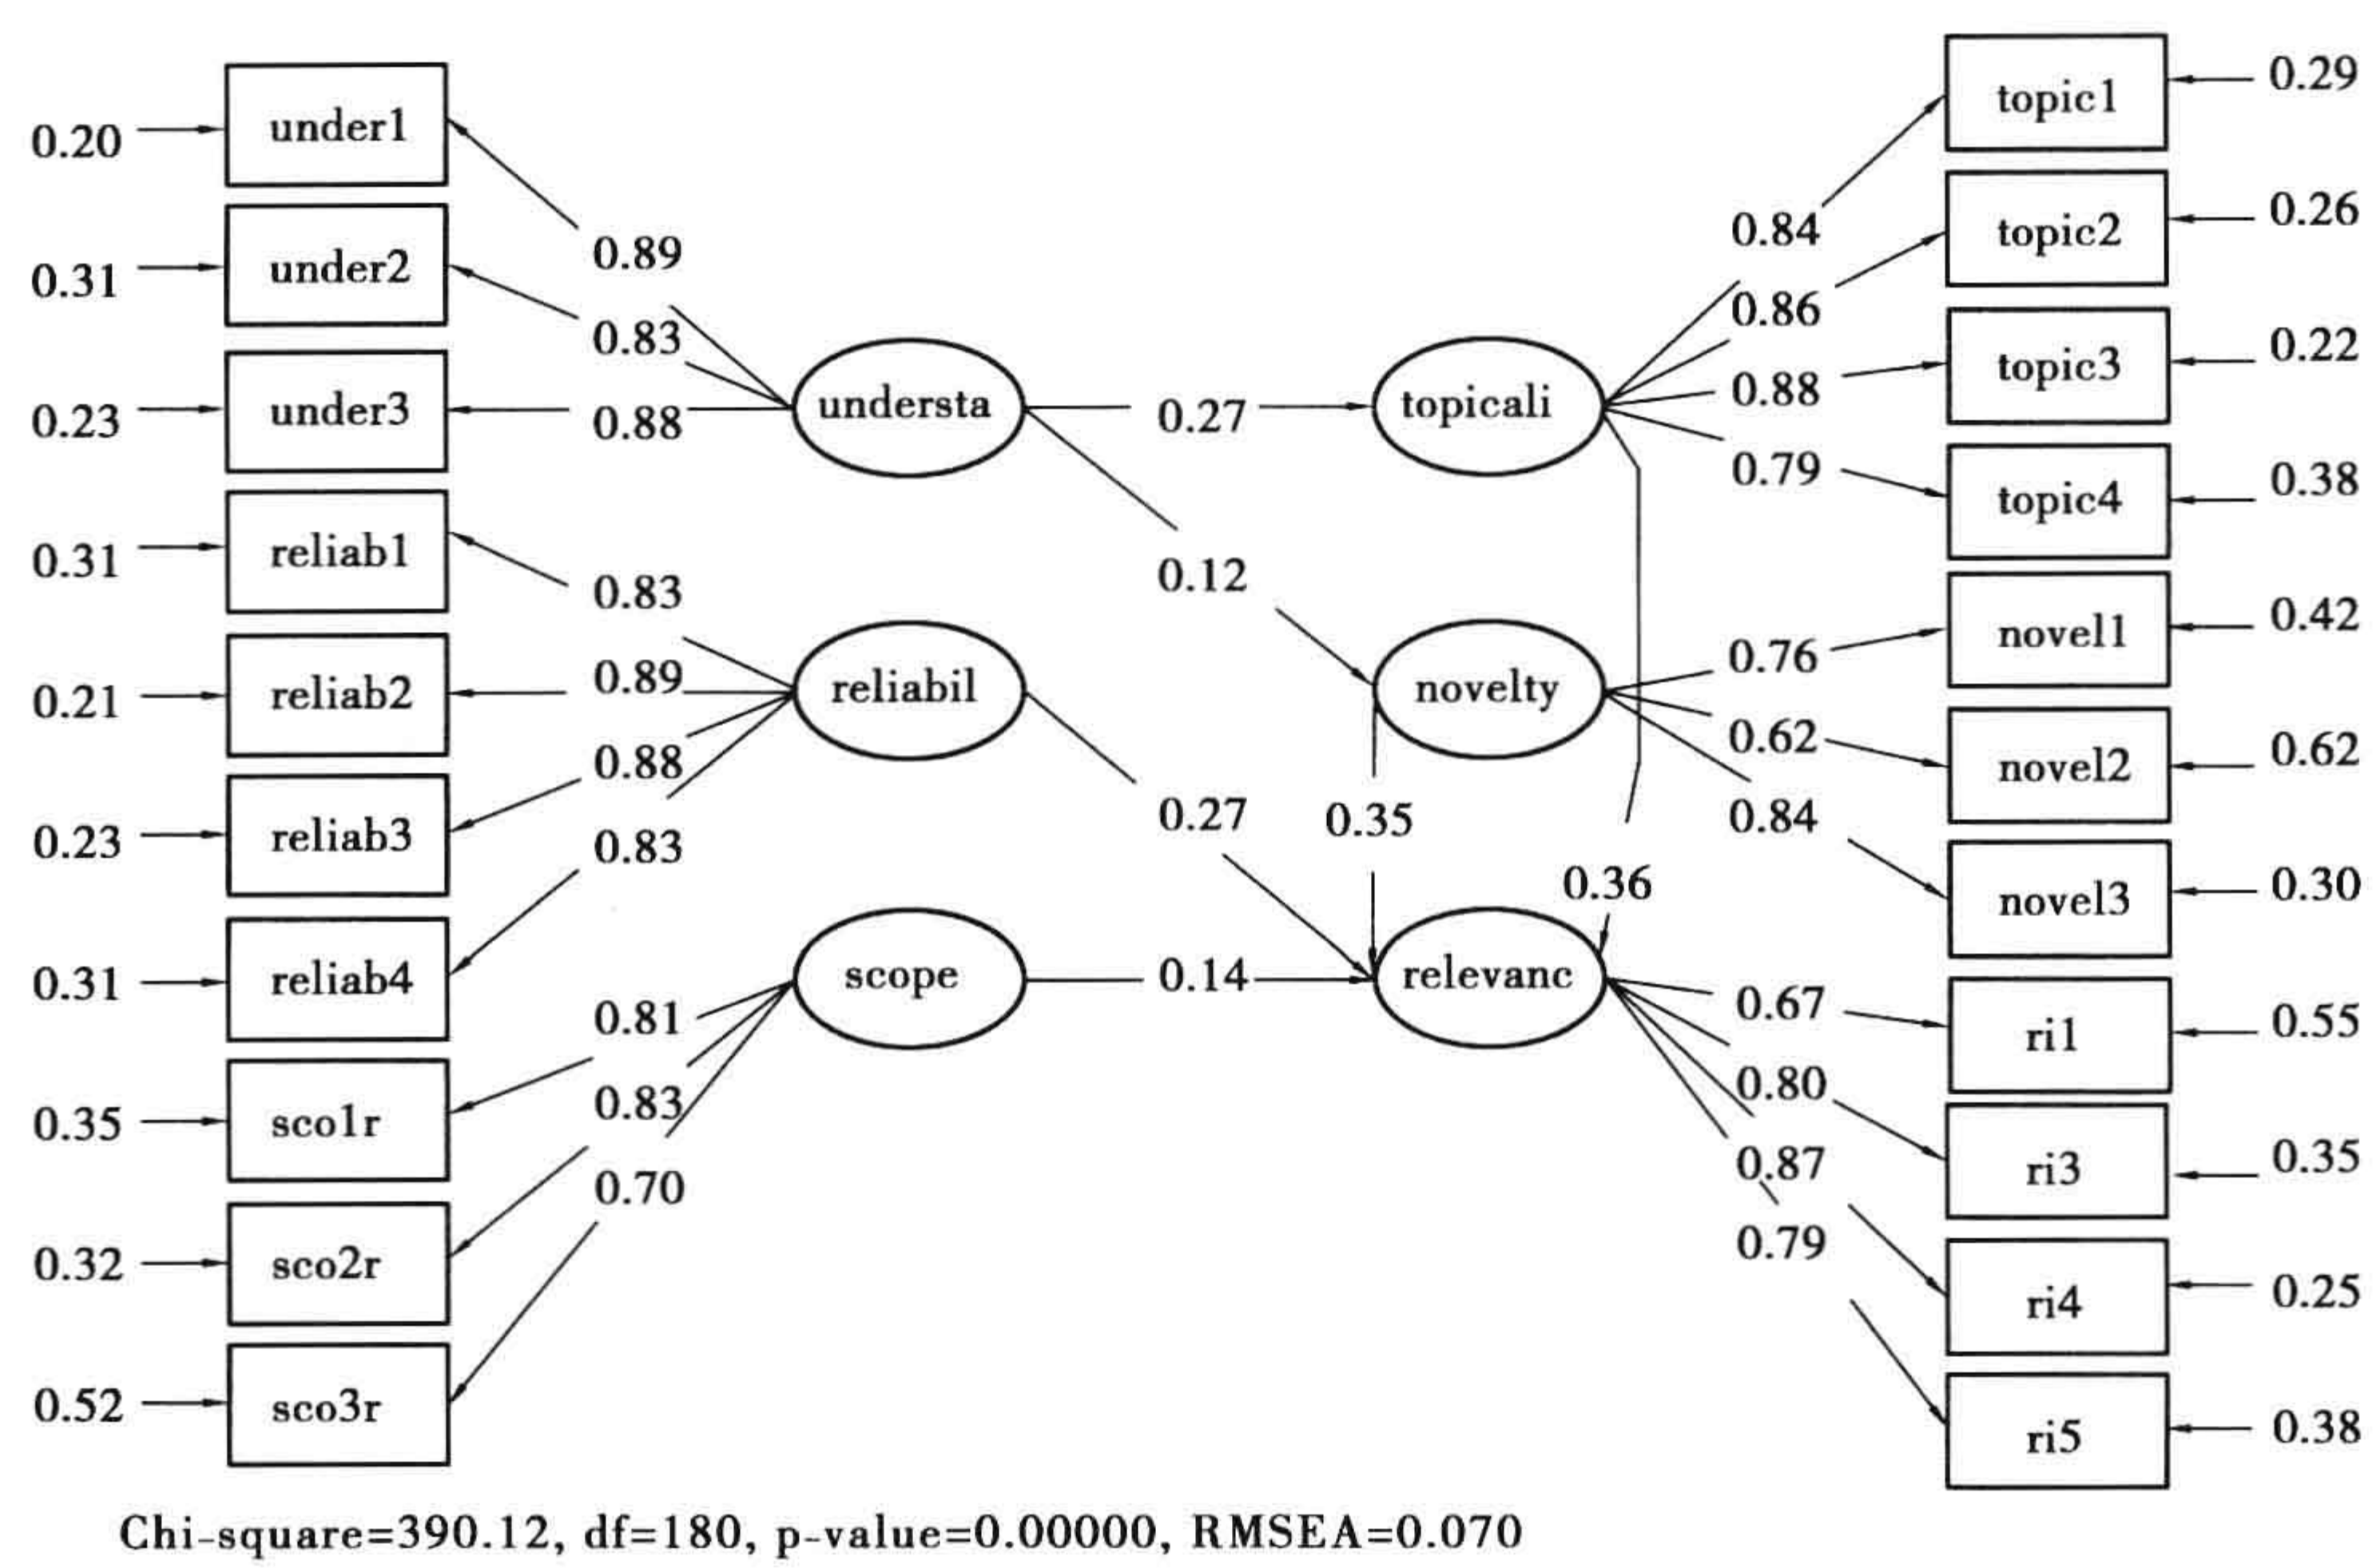 0.20
under1
0.31
under2
0.23
under3
0.31
reliab1
0.21
reliab2
0.23
reliab3
0.31
reliab4
0.35
sco1r
0.32
sco2r
0.52
sco3r
0.89
0.83
0.88
0.83
0.89
0.88
0.83
0.81
0.83
0.70
understa
reliabil
scope
0.27
0.12
0.27
0.14
0.35
0.36
topicali
novelty
relevanc
0.84
0.86
0.88
0.79
0.76
0.62
0.84
0.67
0.80
0.87
0.79
topic1
0.29
topic2
0.26
topic3
0.22
topic4
0.38
novel1
0.42
novel2
0.62
novel3
0.30
ri1
0.55
ri3
0.35
ri4
0.25
ri5
0.38
Chi-square=390.12, df=180, p-value=0.00000, RMSEA=0.070